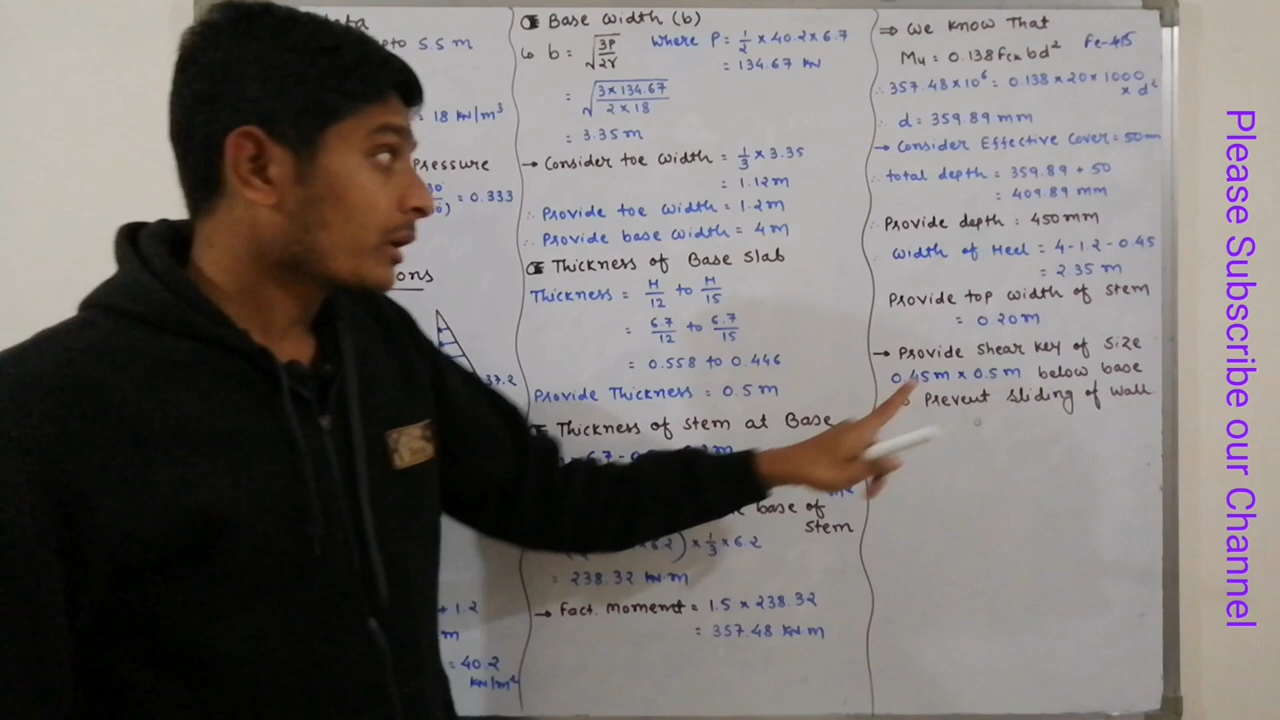 data
upto 5.5 m
= 18 KN/m³
Pressure
= 0.333
ons
37.2
+ 1.2
m
= 40.2
KN/m²
Base width (b)
↳ b = √(3P/2γ) Where P = 1/2 × 40.2 × 6.7
= 134.67 KN
= √(3 × 134.67 / 2 × 18)
= 3.35 m
→ Consider toe width = 1/3 × 3.35
= 1.12 m
∴ Provide toe width = 1.2 m
∴ Provide base width = 4 m
Thickness of Base Slab
Thickness = H/12 to H/15
= 6.7/12 to 6.7/15
= 0.558 to 0.446
Provide Thickness = 0.5 m
Thickness of stem at Base
base of
stem
× 6.2) × 1/3 × 6.2
= 238.32 KN.m
→ Fact. Moment = 1.5 × 238.32
= 357.48 KN.m
⇒ We know That
Mu = 0.138 Fck bd² Fe-415
∴ 357.48 × 10⁶ = 0.138 × 20 × 1000
× d²
∴ d = 359.89 mm
→ Consider Effective Cover = 50mm
∴ total depth = 359.89 + 50
= 409.89 mm
∴ Provide depth = 450 mm
∴ Width of Heel = 4 - 1.2 - 0.45
= 2.35 m
Provide top width of stem
= 0.20 m
→ Provide Shear Key of Size
0.45m × 0.5 m below base
Prevent Sliding of Wall
Please Subscribe our Channel